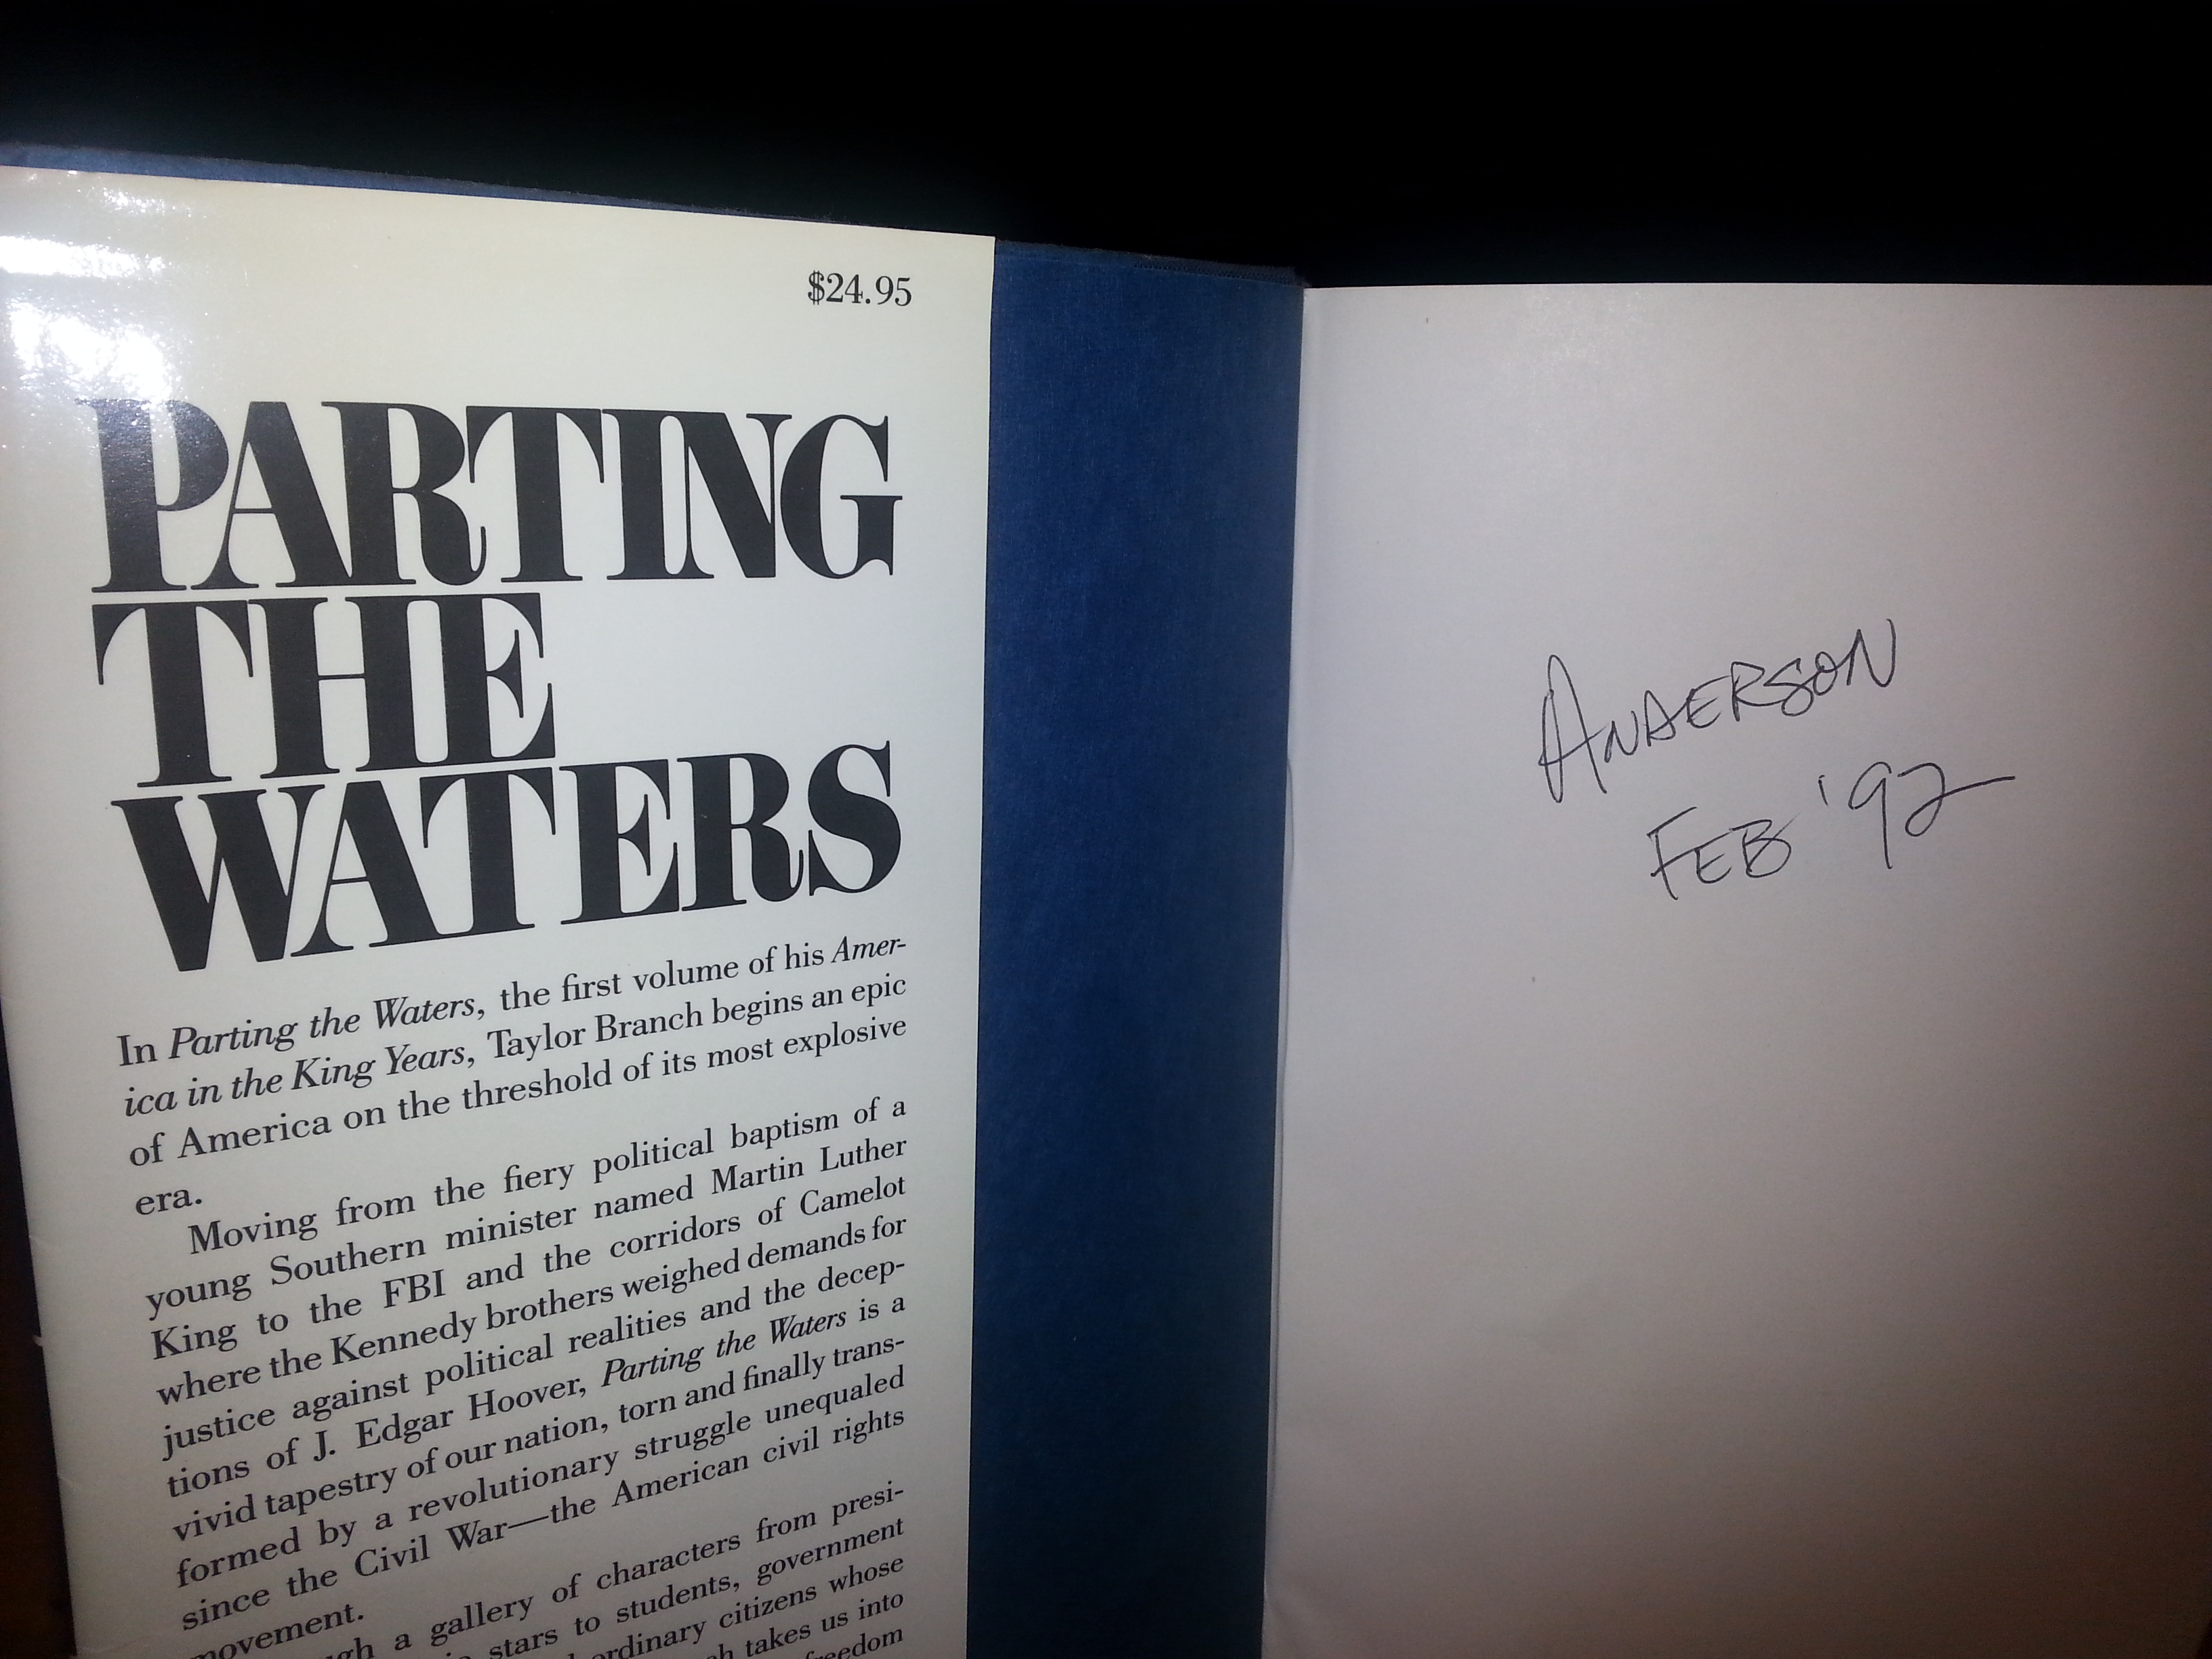 $24.95
PARTING
THE
WATERS
In Parting the Waters, the first volume of his Amer-
ica in the King Years, Taylor Branch begins an epic
of America on the threshold of its most explosive
era.
Moving from the fiery political baptism of a
young Southern minister named Martin Luther
King to the FBI and the corridors of Camelot
where the Kennedy brothers weighed demands for
justice against political realities and the decep-
tions of J. Edgar Hoover, Parting the Waters is a
vivid tapestry of our nation, torn and finally trans-
formed by a revolutionary struggle unequaled
since the Civil War—the American civil rights
movement.
a gallery of characters from presi-
stars to students, government
ordinary citizens whose
takes us into
freedom
ANDERSON
FEB '92